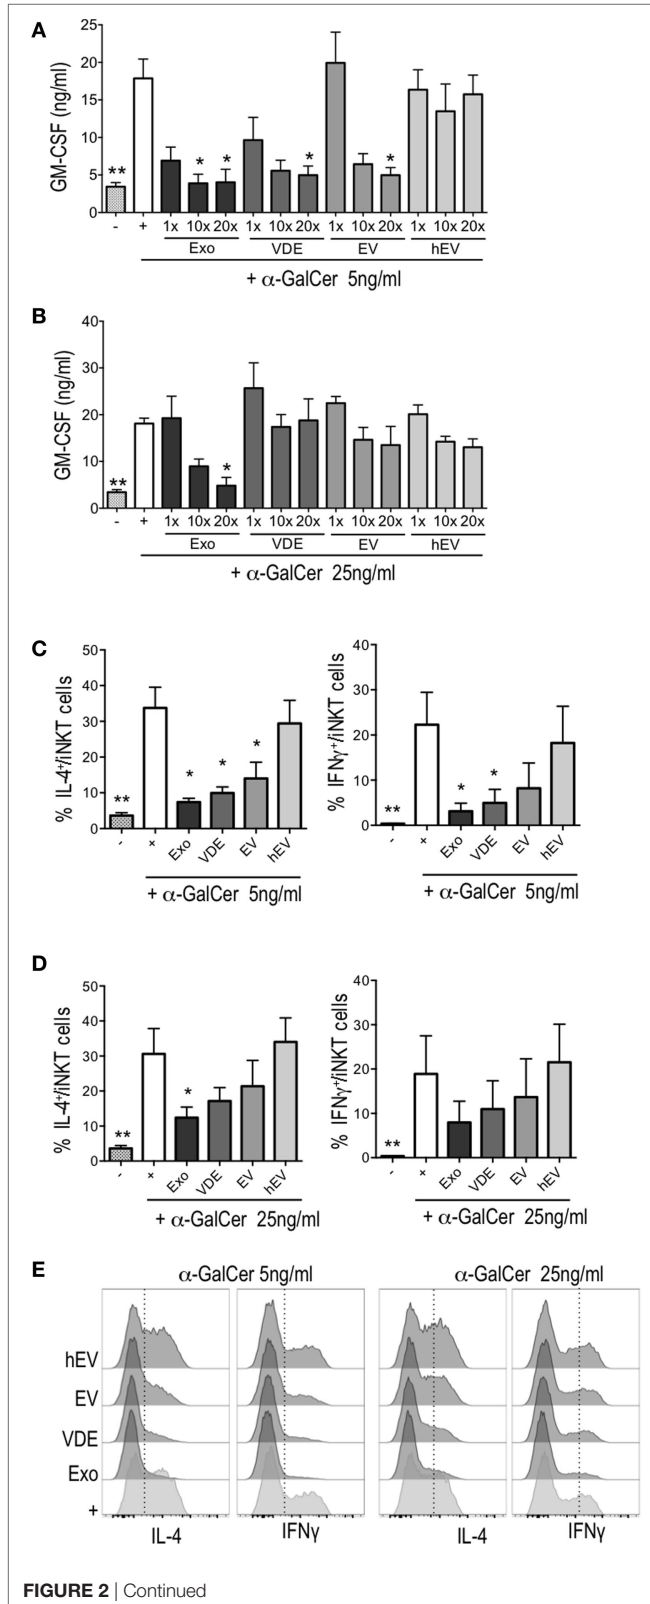 A
GM-CSF (ng/ml)
25
20
15
10
5
0
** * * * *
- + 1x 10x 20x 1x 10x 20x 1x 10x 20x 1x 10x 20x
Exo VDE EV hEV
+ α-GalCer 5ng/ml
B
GM-CSF (ng/ml)
40
30
20
10
0
** *
- + 1x 10x 20x 1x 10x 20x 1x 10x 20x 1x 10x 20x
Exo VDE EV hEV
+ α-GalCer 25ng/ml
C
% IL-4+/iNKT cells
50
40
30
20
10
0
** * * *
- + Exo VDE EV hEV
+ α-GalCer 5ng/ml
% IFNγ+/iNKT cells
40
30
20
10
0
** * *
- + Exo VDE EV hEV
+ α-GalCer 5ng/ml
D
% IL-4+/iNKT cells
50
40
30
20
10
0
** *
- + Exo VDE EV hEV
+ α-GalCer 25ng/ml
% IFNγ+/iNKT cells
40
30
20
10
0
**
- + Exo VDE EV hEV
+ α-GalCer 25ng/ml
E
α-GalCer 5ng/ml α-GalCer 25ng/ml
hEV
EV
VDE
Exo
+
IL-4 IFNγ IL-4 IFNγ
FIGURE 2 | Continued